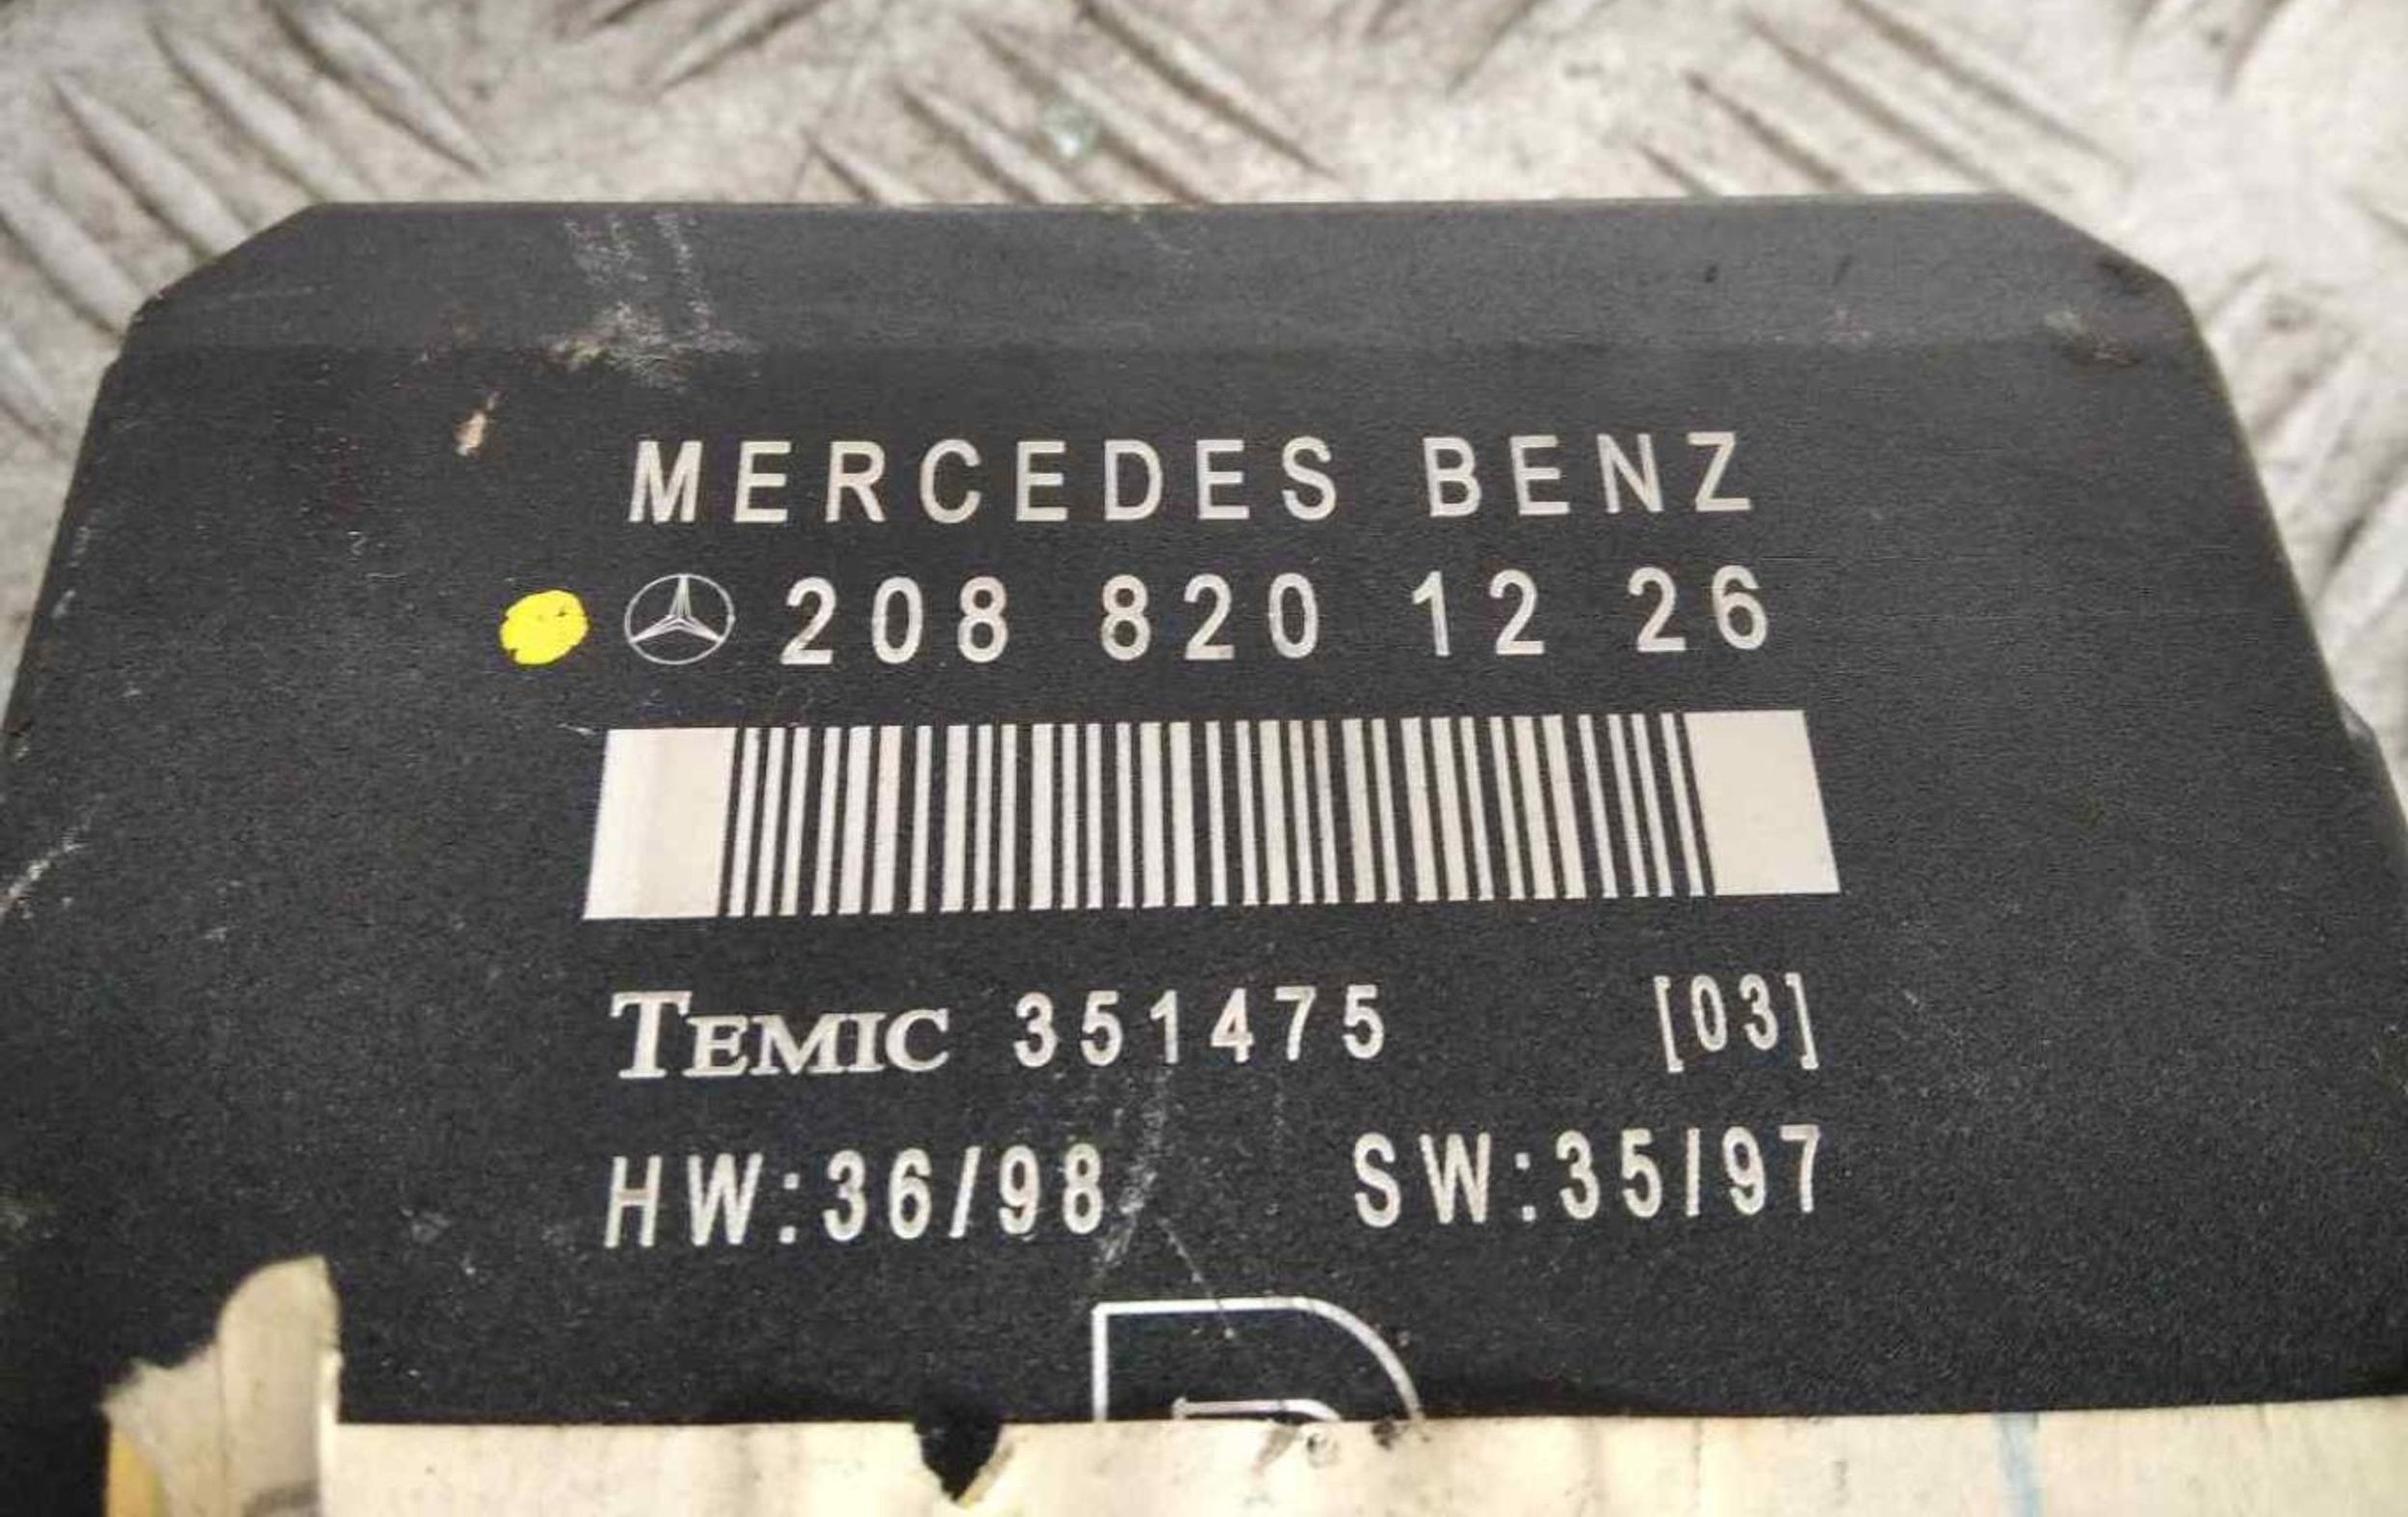 MERCEDES BENZ
208 820 12 26
TEMIC 351475 [03]
HW:36/98 SW:35/97